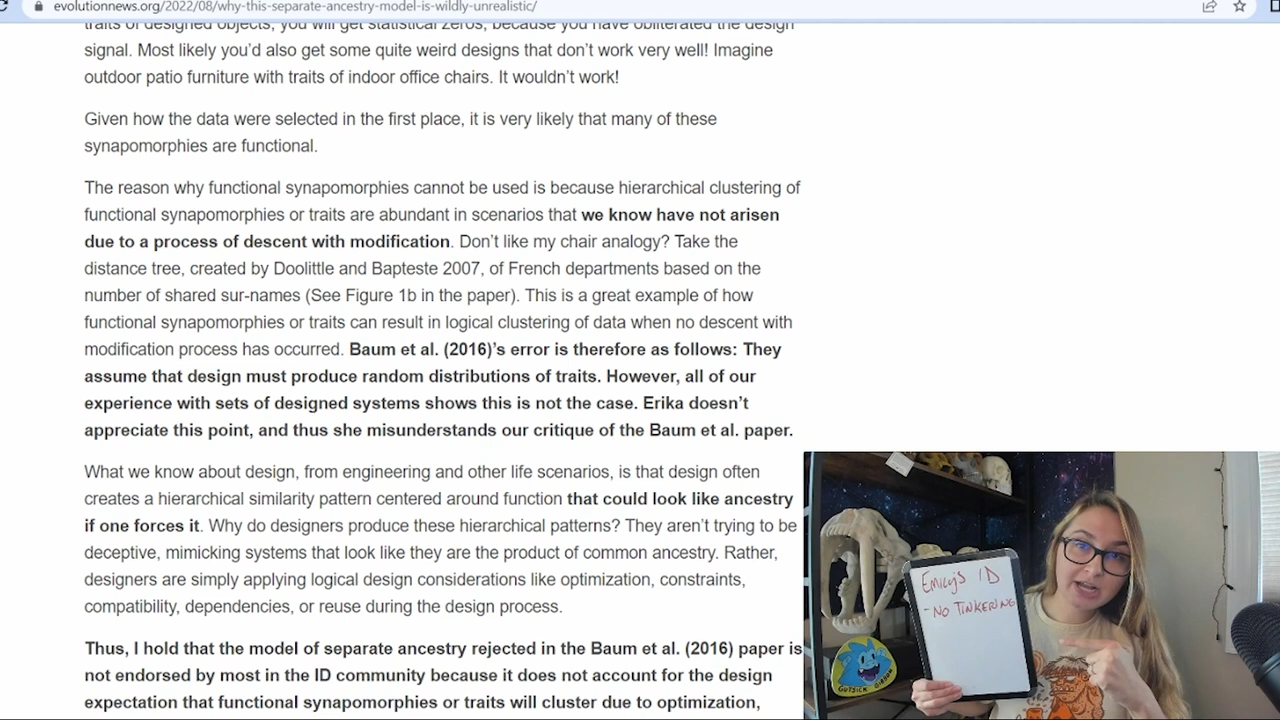 evolutionnews.org/2022/08/why-this-separate-ancestry-model-is-wildly-unrealistic/
traits of designed objects, you will get statistical zeros, because you have obliterated the design
signal. Most likely you’d also get some quite weird designs that don’t work very well! Imagine
outdoor patio furniture with traits of indoor office chairs. It wouldn’t work!
Given how the data were selected in the first place, it is very likely that many of these
synapomorphies are functional.
The reason why functional synapomorphies cannot be used is because hierarchical clustering of
functional synapomorphies or traits are abundant in scenarios that we know have not arisen
due to a process of descent with modification. Don’t like my chair analogy? Take the
distance tree, created by Doolittle and Bapteste 2007, of French departments based on the
number of shared sur-names (See Figure 1b in the paper). This is a great example of how
functional synapomorphies or traits can result in logical clustering of data when no descent with
modification process has occurred. Baum et al. (2016)’s error is therefore as follows: They
assume that design must produce random distributions of traits. However, all of our
experience with sets of designed systems shows this is not the case. Erika doesn’t
appreciate this point, and thus she misunderstands our critique of the Baum et al. paper.
What we know about design, from engineering and other life scenarios, is that design often
creates a hierarchical similarity pattern centered around function that could look like ancestry
if one forces it. Why do designers produce these hierarchical patterns? They aren’t trying to be
deceptive, mimicking systems that look like they are the product of common ancestry. Rather,
designers are simply applying logical design considerations like optimization, constraints,
compatibility, dependencies, or reuse during the design process.
Thus, I hold that the model of separate ancestry rejected in the Baum et al. (2016) paper is
not endorsed by most in the ID community because it does not account for the design
expectation that functional synapomorphies or traits will cluster due to optimization,
EMILY'S ID
- NO TINKERING
GUTSICK GIBBON